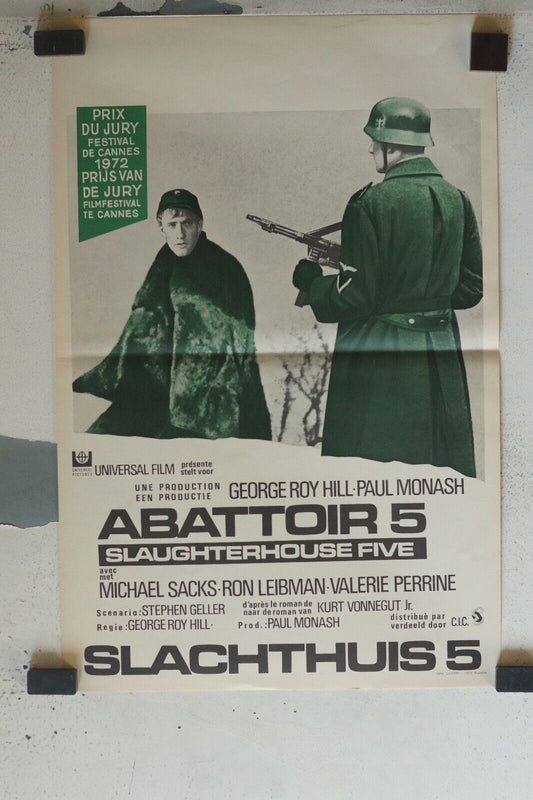 PRIX
DU JURY
FESTIVAL
DE CANNES
1972
PRIJS VAN
DE JURY
FILMFESTIVAL
TE CANNES
UNIVERSAL FILM présente
stelt voor
UNE PRODUCTION
EEN PRODUCTIE GEORGE ROY HILL·PAUL MONASH
ABATTOIR 5
SLAUGHTERHOUSE FIVE
avec
met
MICHAEL SACKS·RON LEIBMAN·VALERIE PERRINE
Scenario:STEPHEN GELLER d'après le roman de
naar de roman van KURT VONNEGUT Jr.
Regie:GEORGE ROY HILL· Prod.:PAUL MONASH distribué par
verdeeld door C.I.C.
SLACHTHUIS 5